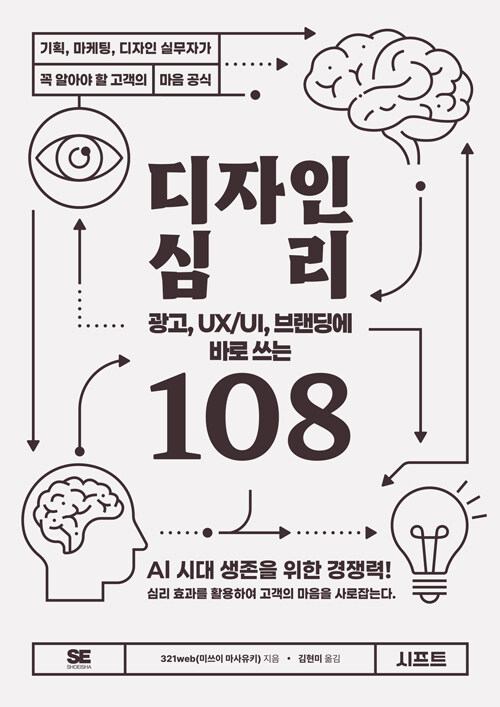 기획, 마케팅, 디자인 실무자가
꼭 알아야 할 고객의 마음 공식
디자인
심리
광고, UX/UI, 브랜딩에
바로 쓰는
108
AI 시대 생존을 위한 경쟁력!
심리 효과를 활용하여 고객의 마음을 사로잡는다.
SE
SHOEISHA
321web(미쓰이 마사유키) 지음 • 김현미 옮김
시프트